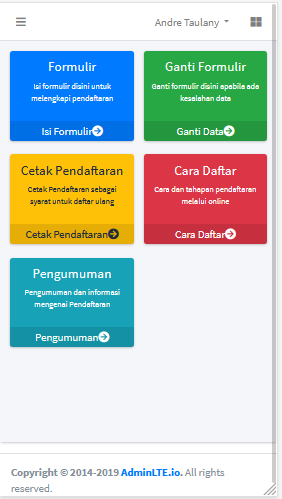 Andre Taulany
Formulir
Isi formulir disini untuk
melengkapi pendaftaran
Isi Formulir
Ganti Formulir
Ganti formulir disini apabila ada
kesalahan data
Ganti Data
Cetak Pendaftaran
Cetak Pendaftaran sebagai
syarat untuk daftar ulang
Cetak Pendaftaran
Cara Daftar
Cara dan tahapan pendaftaran
melalui online
Cara Daftar
Pengumuman
Pengumuman dan informasi
mengenai Pendaftaran
Pengumuman
Copyright © 2014-2019 AdminLTE.io. All rights
reserved.